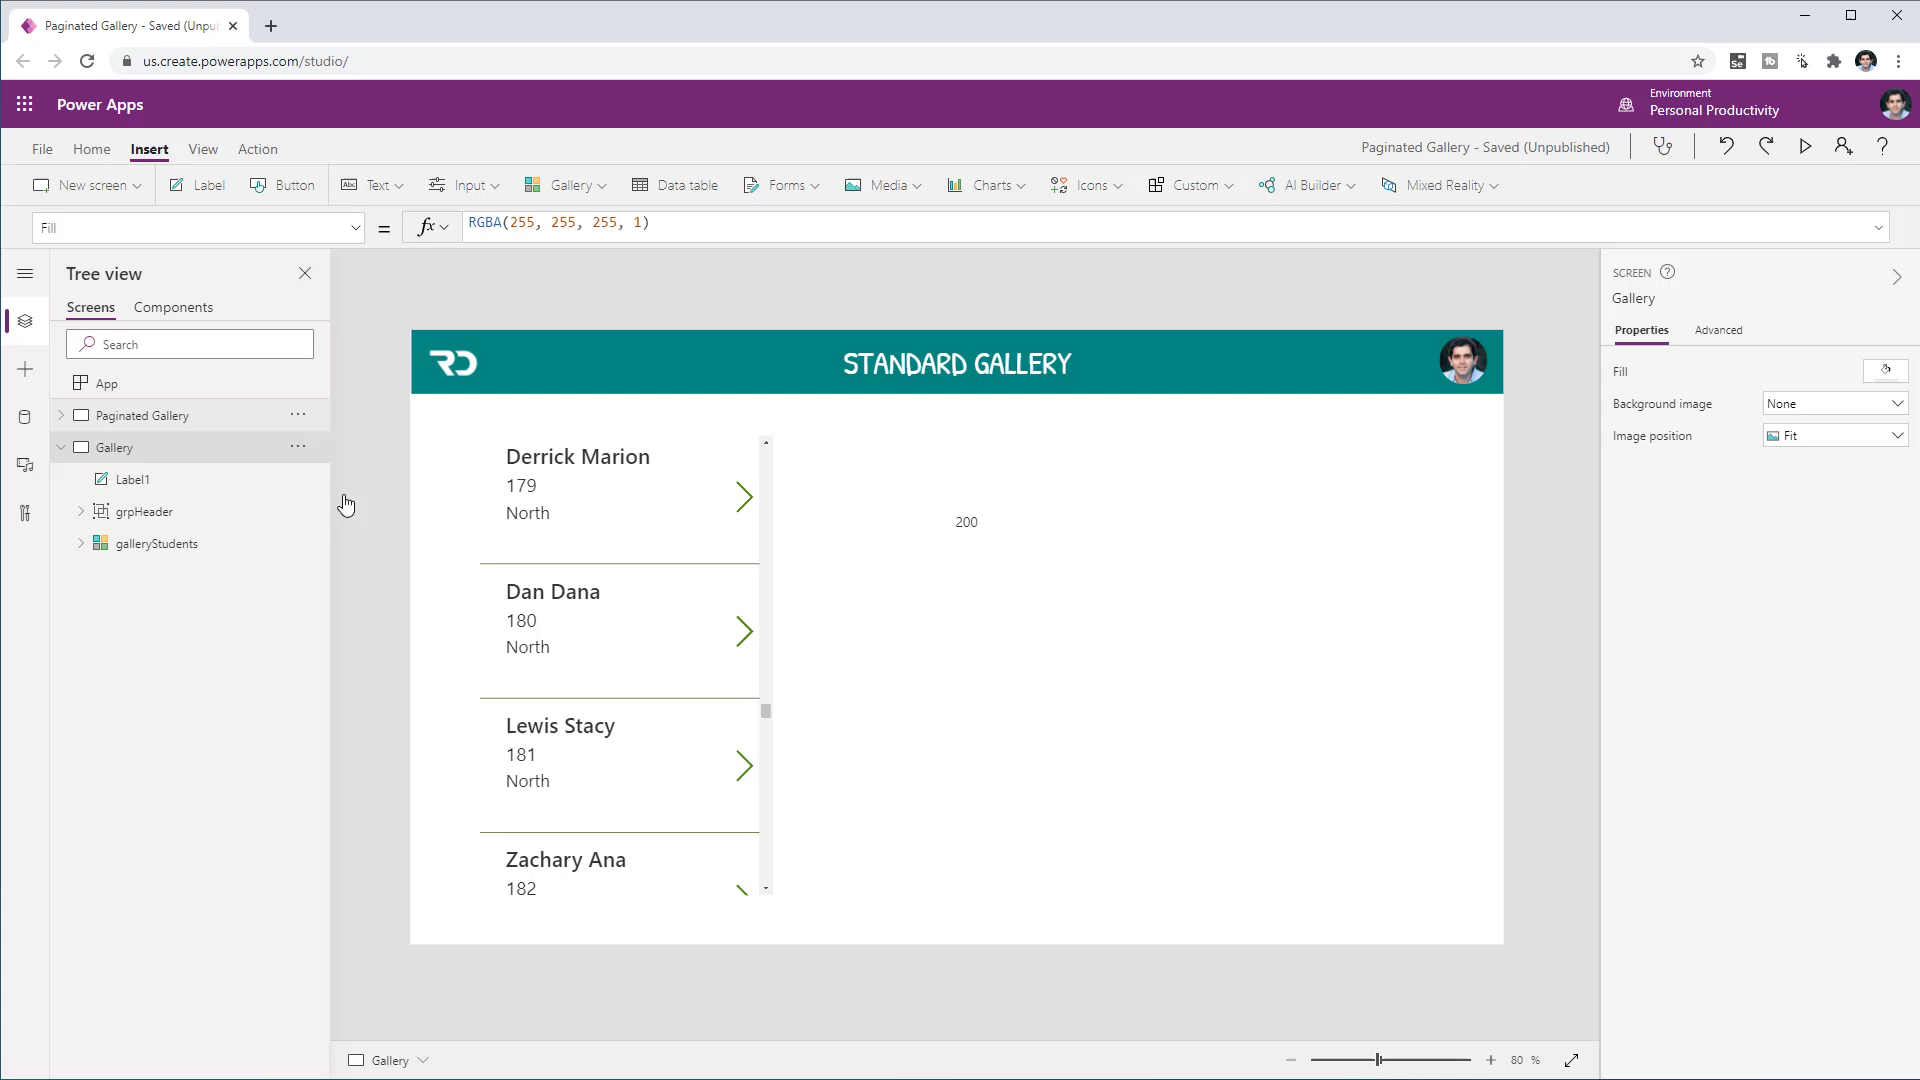 Paginated Gallery - Saved (Unpu
us.create.powerapps.com/studio/
Power Apps
Environment
Personal Productivity
File Home Insert View Action
Paginated Gallery - Saved (Unpublished)
New screen Label Button Text Input Gallery Data table Forms Media Charts Icons Custom AI Builder Mixed Reality
Fill = fx RGBA(255, 255, 255, 1)
Tree view
Screens Components
Search
App
Paginated Gallery
Gallery
Label1
grpHeader
galleryStudents
RD
STANDARD GALLERY
Derrick Marion
179
North
200
Dan Dana
180
North
Lewis Stacy
181
North
Zachary Ana
182
SCREEN
Gallery
Properties Advanced
Fill
Background image None
Image position Fit
Gallery
80 %